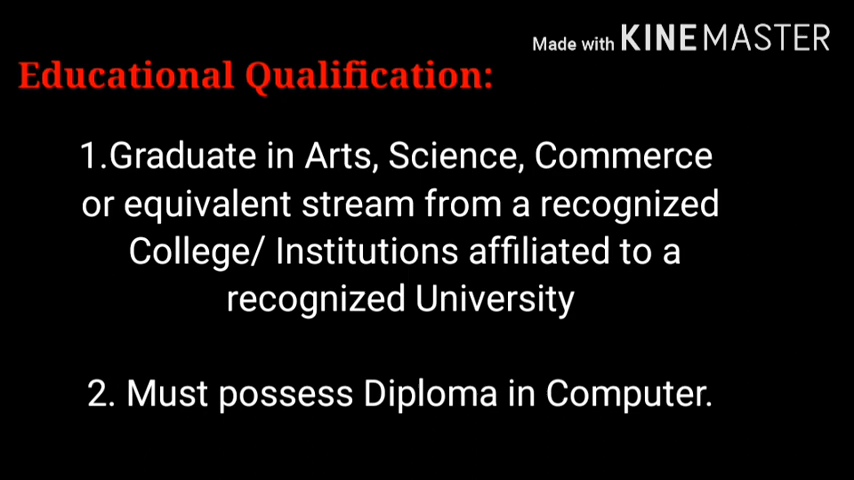 Made with KINEMASTER
Educational Qualification:
1.Graduate in Arts, Science, Commerce
or equivalent stream from a recognized
College/ Institutions affiliated to a
recognized University
2. Must possess Diploma in Computer.